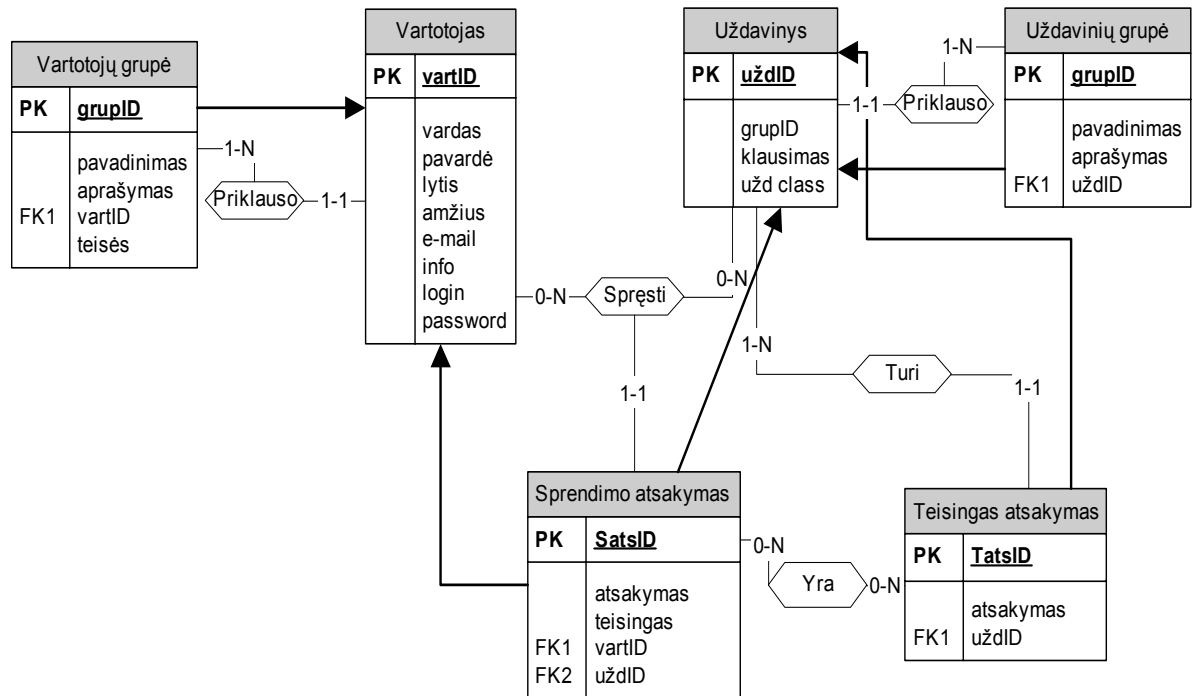 Vartotojų grupė
PK grupID
pavadinimas
aprašymas
FK1 vartID
teisės
Vartotojas
PK vartID
vardas
pavardė
lytis
amžius
e-mail
info
login
password
Uždavinys
PK uždID
grupID
klausimas
užd class
Uždavinių grupė
PK grupID
pavadinimas
aprašymas
FK1 uždID
1-N
Priklauso
1-1
1-N
1-1
Priklauso
0-N
Spręsti
0-N
1-1
1-N
Turi
1-1
Sprendimo atsakymas
PK SatsID
atsakymas
teisingas
FK1 vartID
FK2 uždID
0-N
Yra
0-N
Teisingas atsakymas
PK TatsID
atsakymas
FK1 uždID